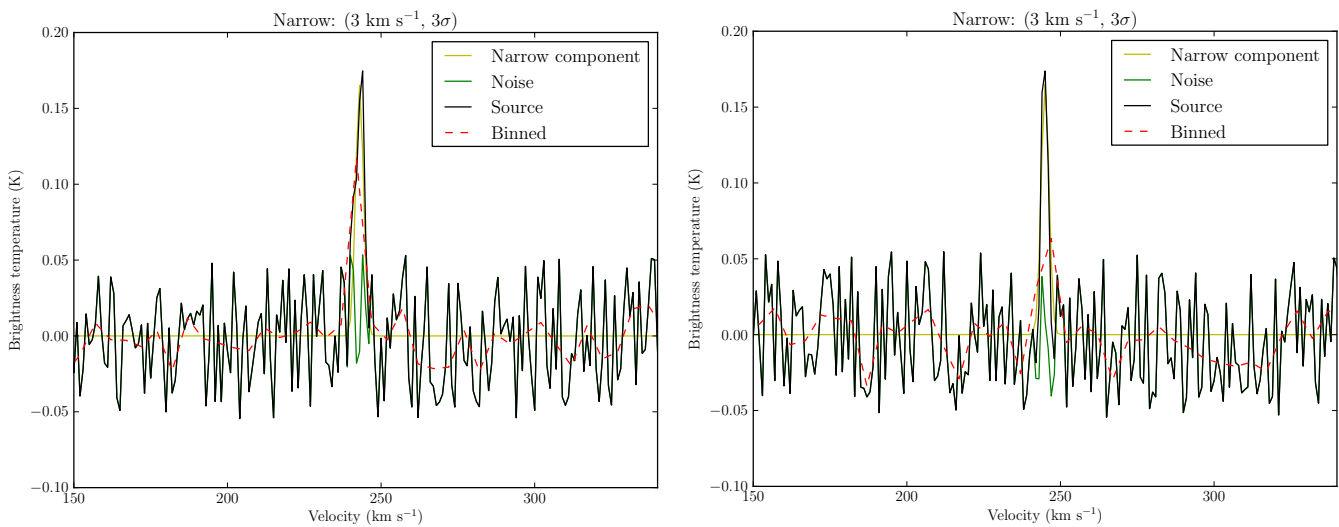 Narrow: (3 km s⁻¹, 3σ)
Brightness temperature (K)
0.20
0.15
0.10
0.05
0.00
−0.05
−0.10
Narrow component
Noise
Source
Binned
150 200 250 300
Velocity (km s⁻¹)
Narrow: (3 km s⁻¹, 3σ)
Brightness temperature (K)
0.20
0.15
0.10
0.05
0.00
−0.05
−0.10
Narrow component
Noise
Source
Binned
150 200 250 300
Velocity (km s⁻¹)